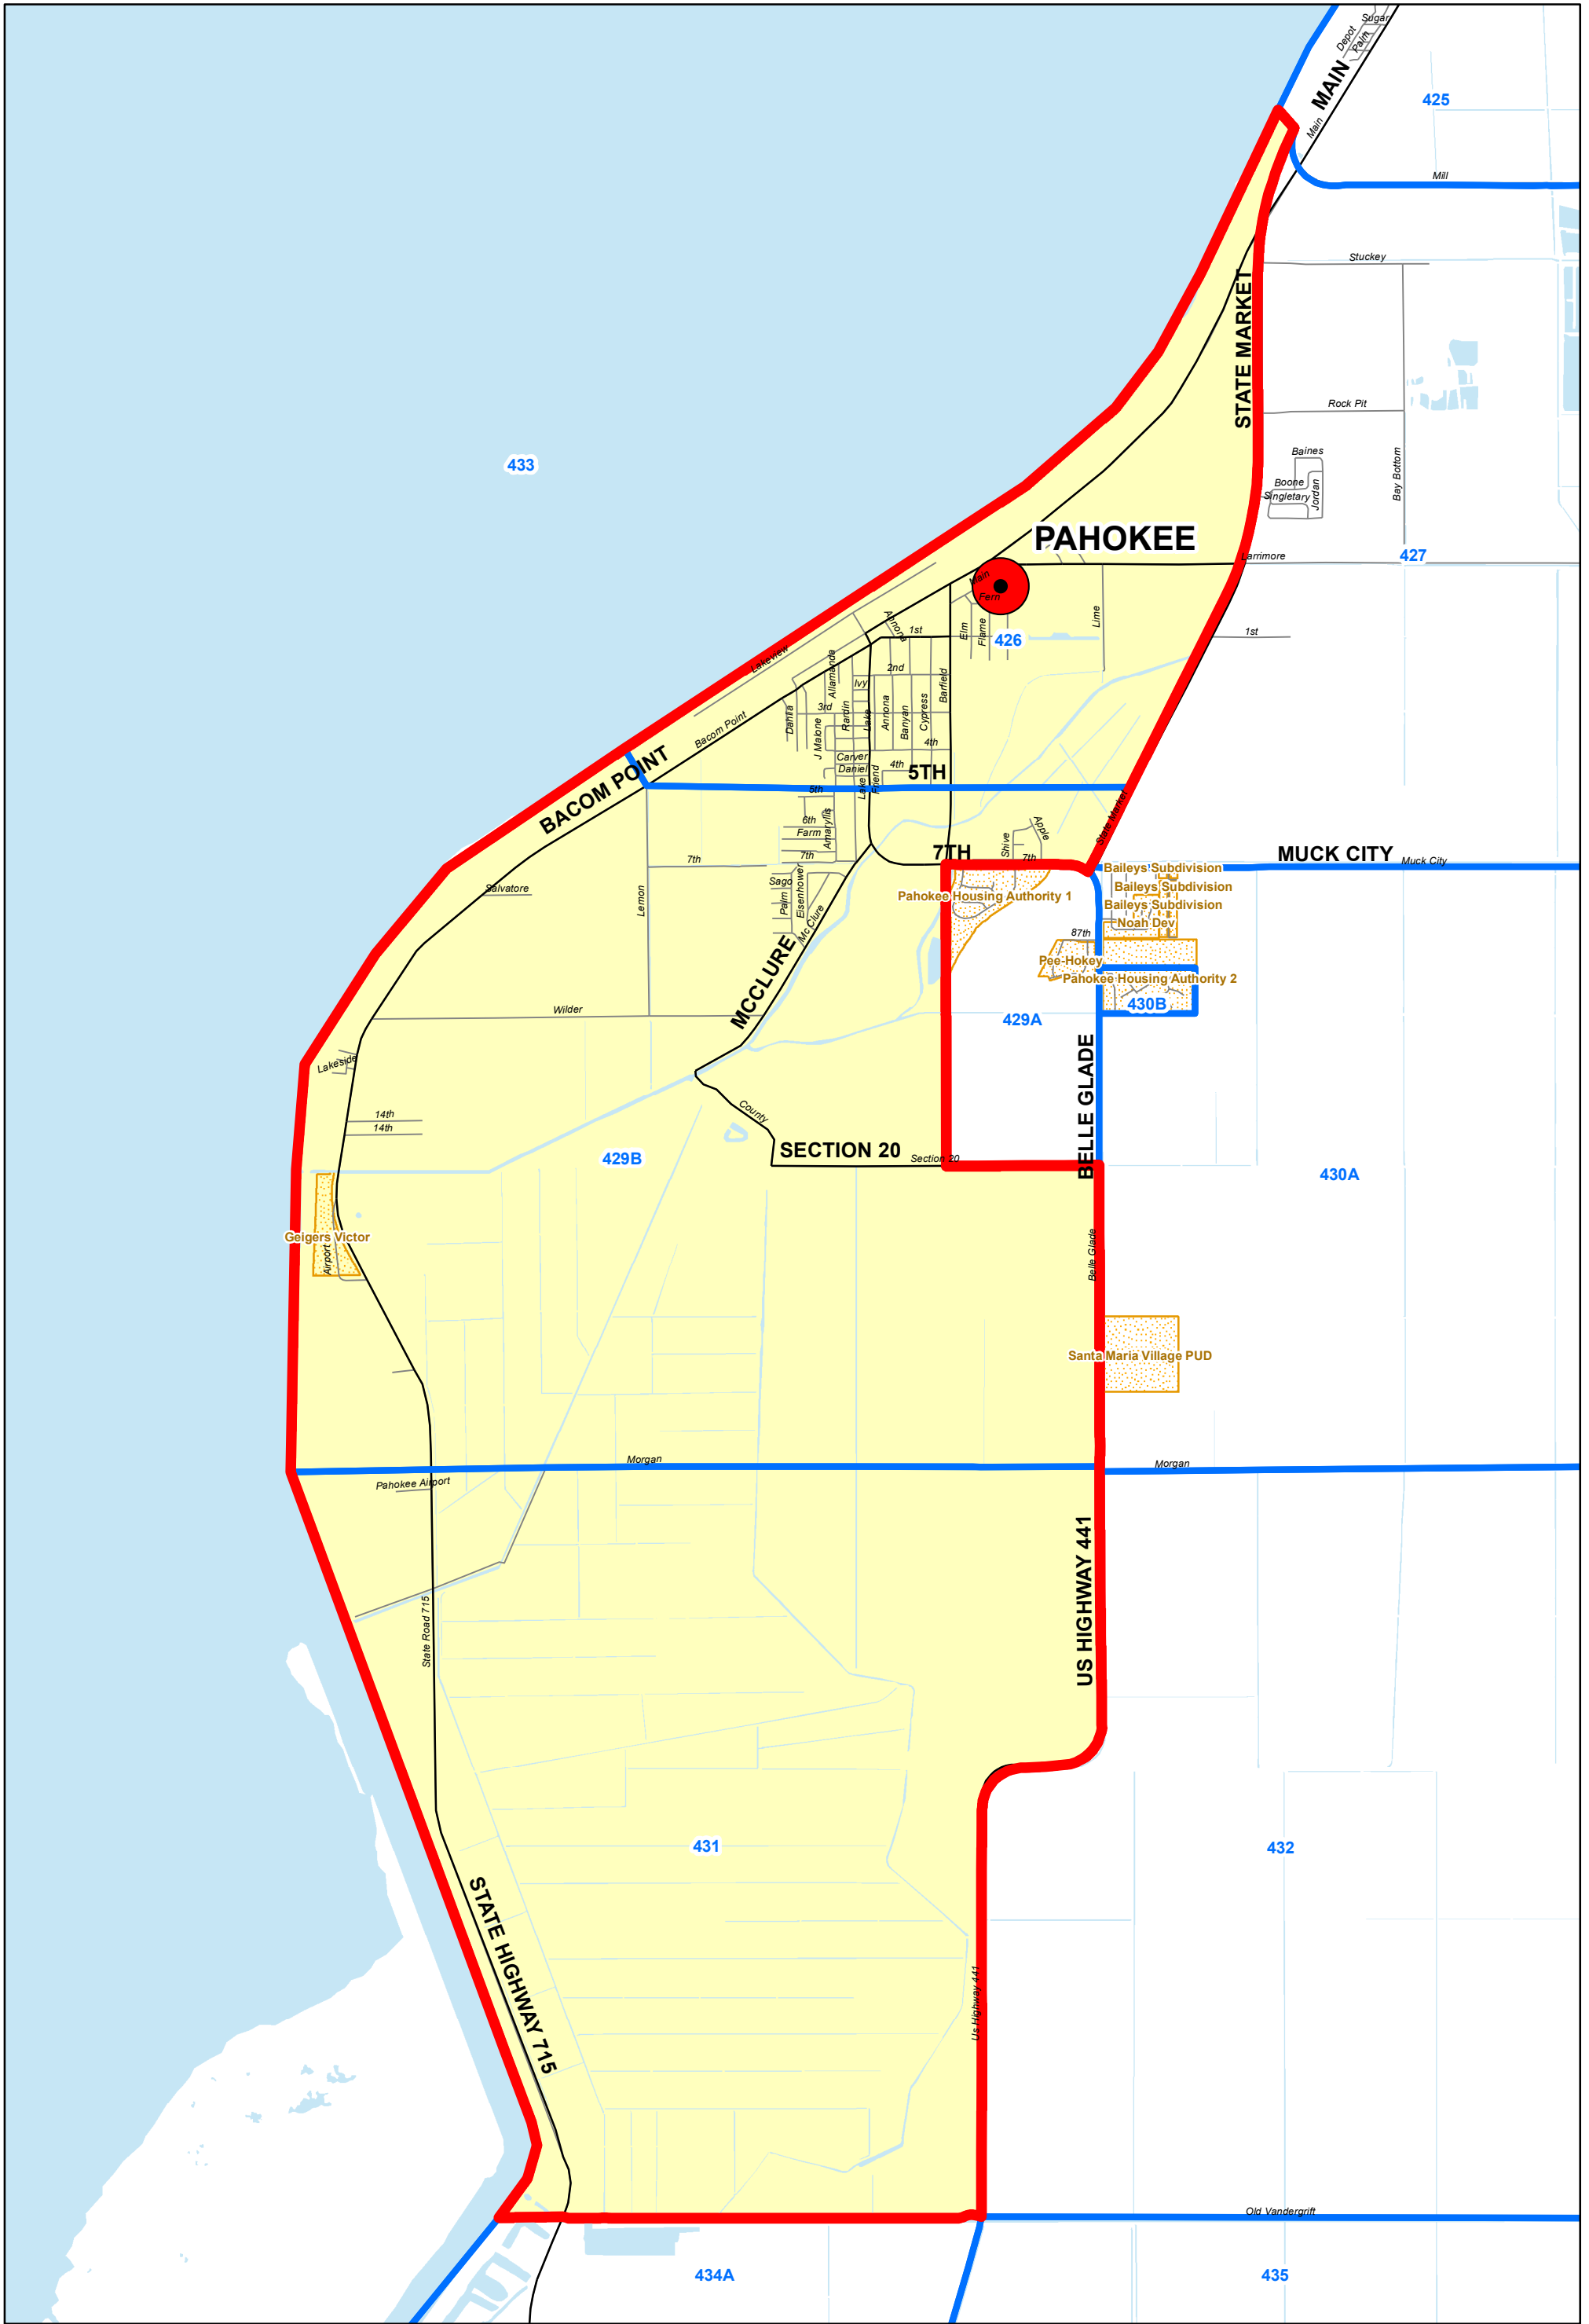 Sugar
Depot
Palm
MAIN
Main
425
Mill
Stuckey
STATE MARKET
Rock Pit
Bay Bottom
Baines
Boone
Singletary
Jordan
433
PAHOKEE
Larrimore
427
Main
Fern
Lime
Elm
Flame
426
1st
Annona
1st
Lakeview
2nd
Allamanda
Ivy
Barfield
3rd
Dahlia
J Malone
Rardin
Lake
Annona
Banyan
Cypress
Bacom Point
4th
Carver
Daniel
4th
5TH
BACOM POINT
Lake
Friend
5th
State Market
6th
Farm
Amaryllis
Shive
Apple
7th
7th
7TH
7th
MUCK CITY
Muck City
Baileys Subdivision
Baileys Subdivision
Baileys Subdivision
Noah Dev
Pahokee Housing Authority 1
Salvatore
Lemon
Sago
Palm
Eisenhower
Mc Clure
MCCLURE
87th
Pee-Hokey
Pahokee Housing Authority 2
430B
429A
Wilder
BELLE GLADE
Lakeside
14th
14th
County
SECTION 20
Section 20
429B
430A
Geigers Victor
Airport
Belle Glade
Santa Maria Village PUD
Morgan
Morgan
Pahokee Airport
US HIGHWAY 441
State Road 715
431
432
STATE HIGHWAY 715
Us Highway 441
Old Vandergrift
434A
435